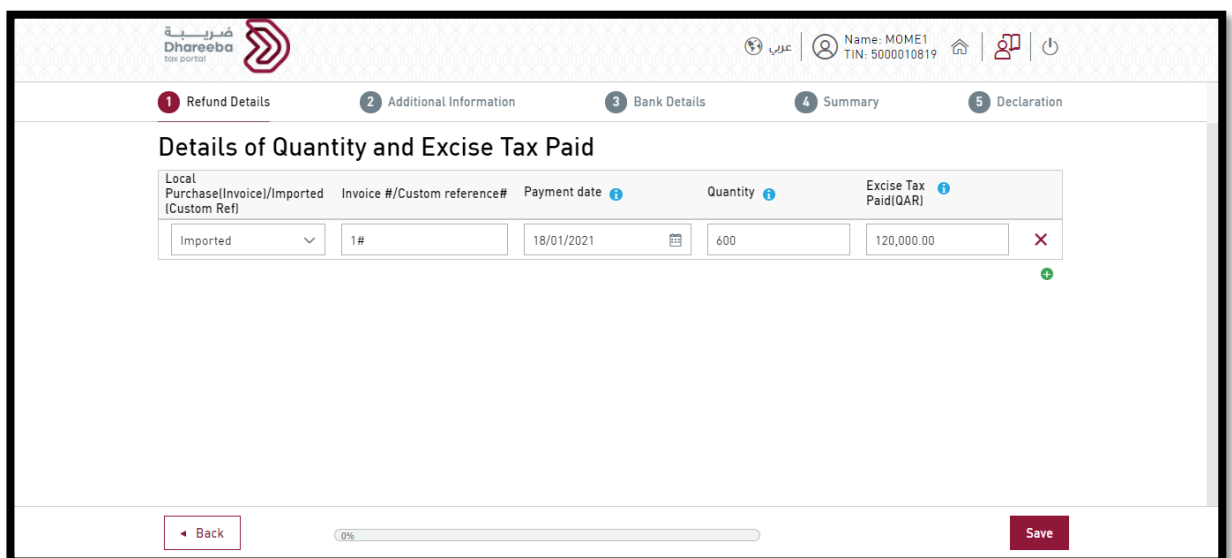 ضريبة
Dhareeba
tax portal
عربي
Name: MOME1
TIN: 5000010819
1 Refund Details
2 Additional Information
3 Bank Details
4 Summary
5 Declaration
Details of Quantity and Excise Tax Paid
Local
Purchase(Invoice)/Imported
(Custom Ref)
Invoice #/Custom reference#
Payment date
Quantity
Excise Tax
Paid(QAR)
Imported
1#
18/01/2021
600
120,000.00
Back
0%
Save